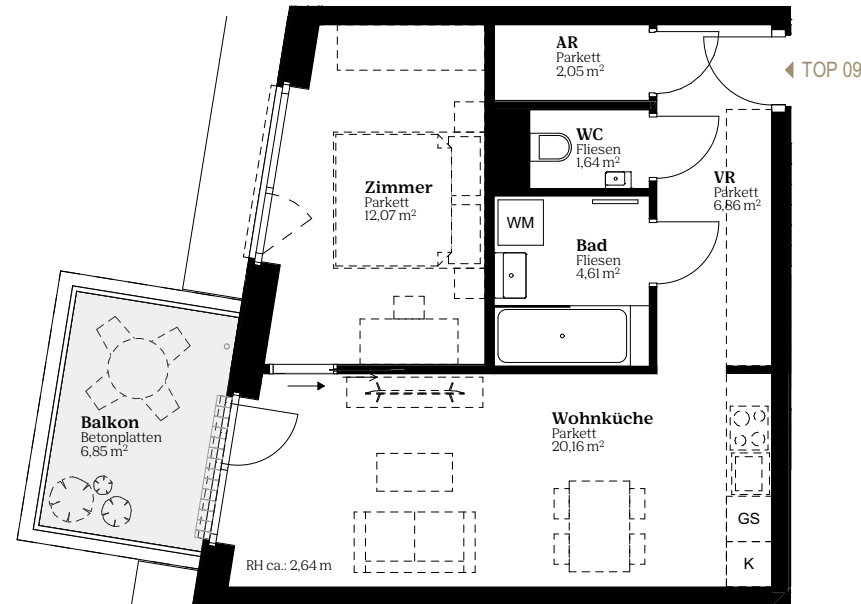 AR
Parkett
2,05 m²
TOP 09
WC
Fliesen
1,64 m²
Zimmer
Parkett
12,07 m²
VR
Parkett
6,86 m²
WM
Bad
Fliesen
4,61 m²
Balkon
Betonplatten
6,85 m²
Wohnküche
Parkett
20,16 m²
GS
K
RH ca.: 2,64 m